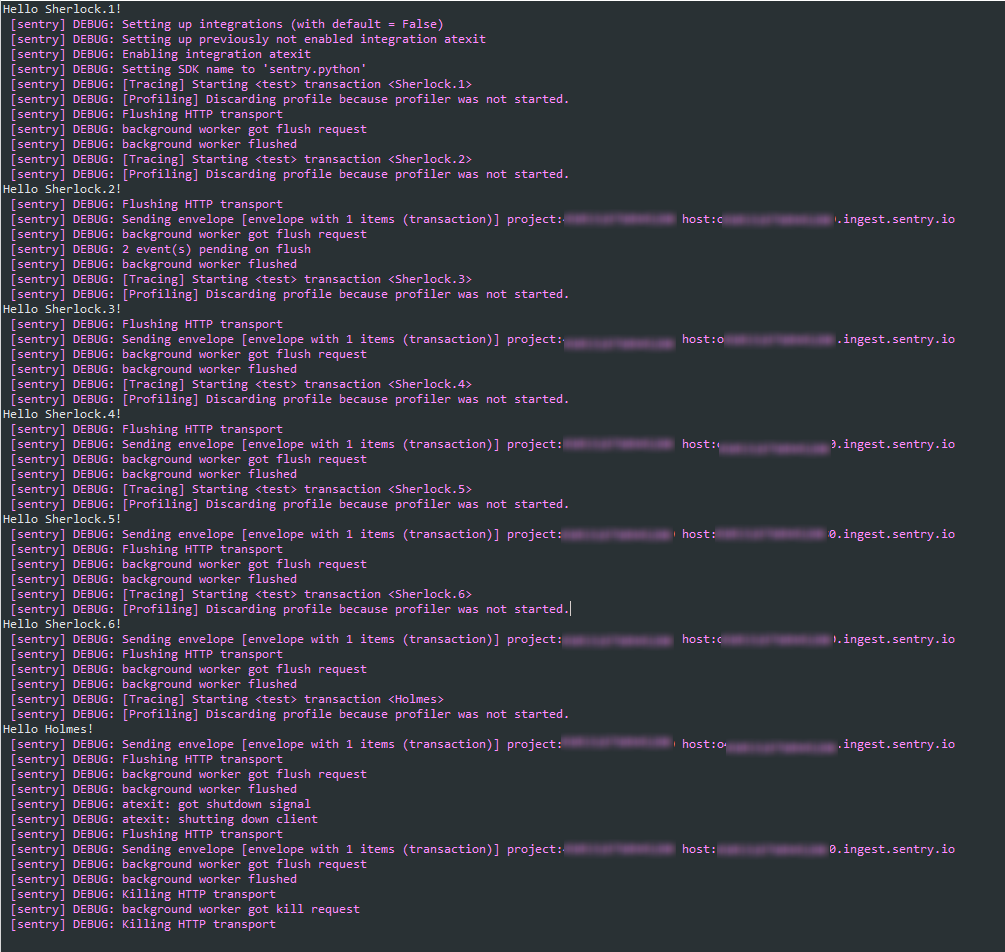 Hello Sherlock.1!
[sentry] DEBUG: Setting up integrations (with default = False)
[sentry] DEBUG: Setting up previously not enabled integration atexit
[sentry] DEBUG: Enabling integration atexit
[sentry] DEBUG: Setting SDK name to 'sentry.python'
[sentry] DEBUG: [Tracing] Starting <test> transaction <Sherlock.1>
[sentry] DEBUG: [Profiling] Discarding profile because profiler was not started.
[sentry] DEBUG: Flushing HTTP transport
[sentry] DEBUG: background worker got flush request
[sentry] DEBUG: background worker flushed
[sentry] DEBUG: [Tracing] Starting <test> transaction <Sherlock.2>
[sentry] DEBUG: [Profiling] Discarding profile because profiler was not started.
Hello Sherlock.2!
[sentry] DEBUG: Flushing HTTP transport
[sentry] DEBUG: Sending envelope [envelope with 1 items (transaction)] project: host: .ingest.sentry.io
[sentry] DEBUG: background worker got flush request
[sentry] DEBUG: 2 event(s) pending on flush
[sentry] DEBUG: background worker flushed
[sentry] DEBUG: [Tracing] Starting <test> transaction <Sherlock.3>
[sentry] DEBUG: [Profiling] Discarding profile because profiler was not started.
Hello Sherlock.3!
[sentry] DEBUG: Flushing HTTP transport
[sentry] DEBUG: Sending envelope [envelope with 1 items (transaction)] project: host:o .ingest.sentry.io
[sentry] DEBUG: background worker got flush request
[sentry] DEBUG: background worker flushed
[sentry] DEBUG: [Tracing] Starting <test> transaction <Sherlock.4>
[sentry] DEBUG: [Profiling] Discarding profile because profiler was not started.
Hello Sherlock.4!
[sentry] DEBUG: Flushing HTTP transport
[sentry] DEBUG: Sending envelope [envelope with 1 items (transaction)] project: host: .ingest.sentry.io
[sentry] DEBUG: background worker got flush request
[sentry] DEBUG: background worker flushed
[sentry] DEBUG: [Tracing] Starting <test> transaction <Sherlock.5>
[sentry] DEBUG: [Profiling] Discarding profile because profiler was not started.
Hello Sherlock.5!
[sentry] DEBUG: Sending envelope [envelope with 1 items (transaction)] project: host: 0.ingest.sentry.io
[sentry] DEBUG: Flushing HTTP transport
[sentry] DEBUG: background worker got flush request
[sentry] DEBUG: background worker flushed
[sentry] DEBUG: [Tracing] Starting <test> transaction <Sherlock.6>
[sentry] DEBUG: [Profiling] Discarding profile because profiler was not started.
Hello Sherlock.6!
[sentry] DEBUG: Sending envelope [envelope with 1 items (transaction)] project: host: .ingest.sentry.io
[sentry] DEBUG: Flushing HTTP transport
[sentry] DEBUG: background worker got flush request
[sentry] DEBUG: background worker flushed
[sentry] DEBUG: [Tracing] Starting <test> transaction <Holmes>
[sentry] DEBUG: [Profiling] Discarding profile because profiler was not started.
Hello Holmes!
[sentry] DEBUG: Sending envelope [envelope with 1 items (transaction)] project: host:o .ingest.sentry.io
[sentry] DEBUG: Flushing HTTP transport
[sentry] DEBUG: background worker got flush request
[sentry] DEBUG: background worker flushed
[sentry] DEBUG: atexit: got shutdown signal
[sentry] DEBUG: atexit: shutting down client
[sentry] DEBUG: Flushing HTTP transport
[sentry] DEBUG: Sending envelope [envelope with 1 items (transaction)] project: host: 0.ingest.sentry.io
[sentry] DEBUG: background worker got flush request
[sentry] DEBUG: background worker flushed
[sentry] DEBUG: Killing HTTP transport
[sentry] DEBUG: background worker got kill request
[sentry] DEBUG: Killing HTTP transport